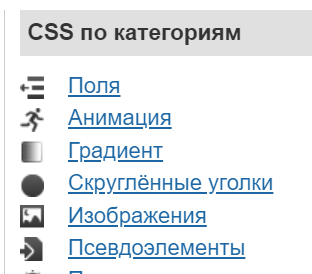 CSS по категориям
Поля
Анимация
Градиент
Скруглённые уголки
Изображения
Псевдоэлементы